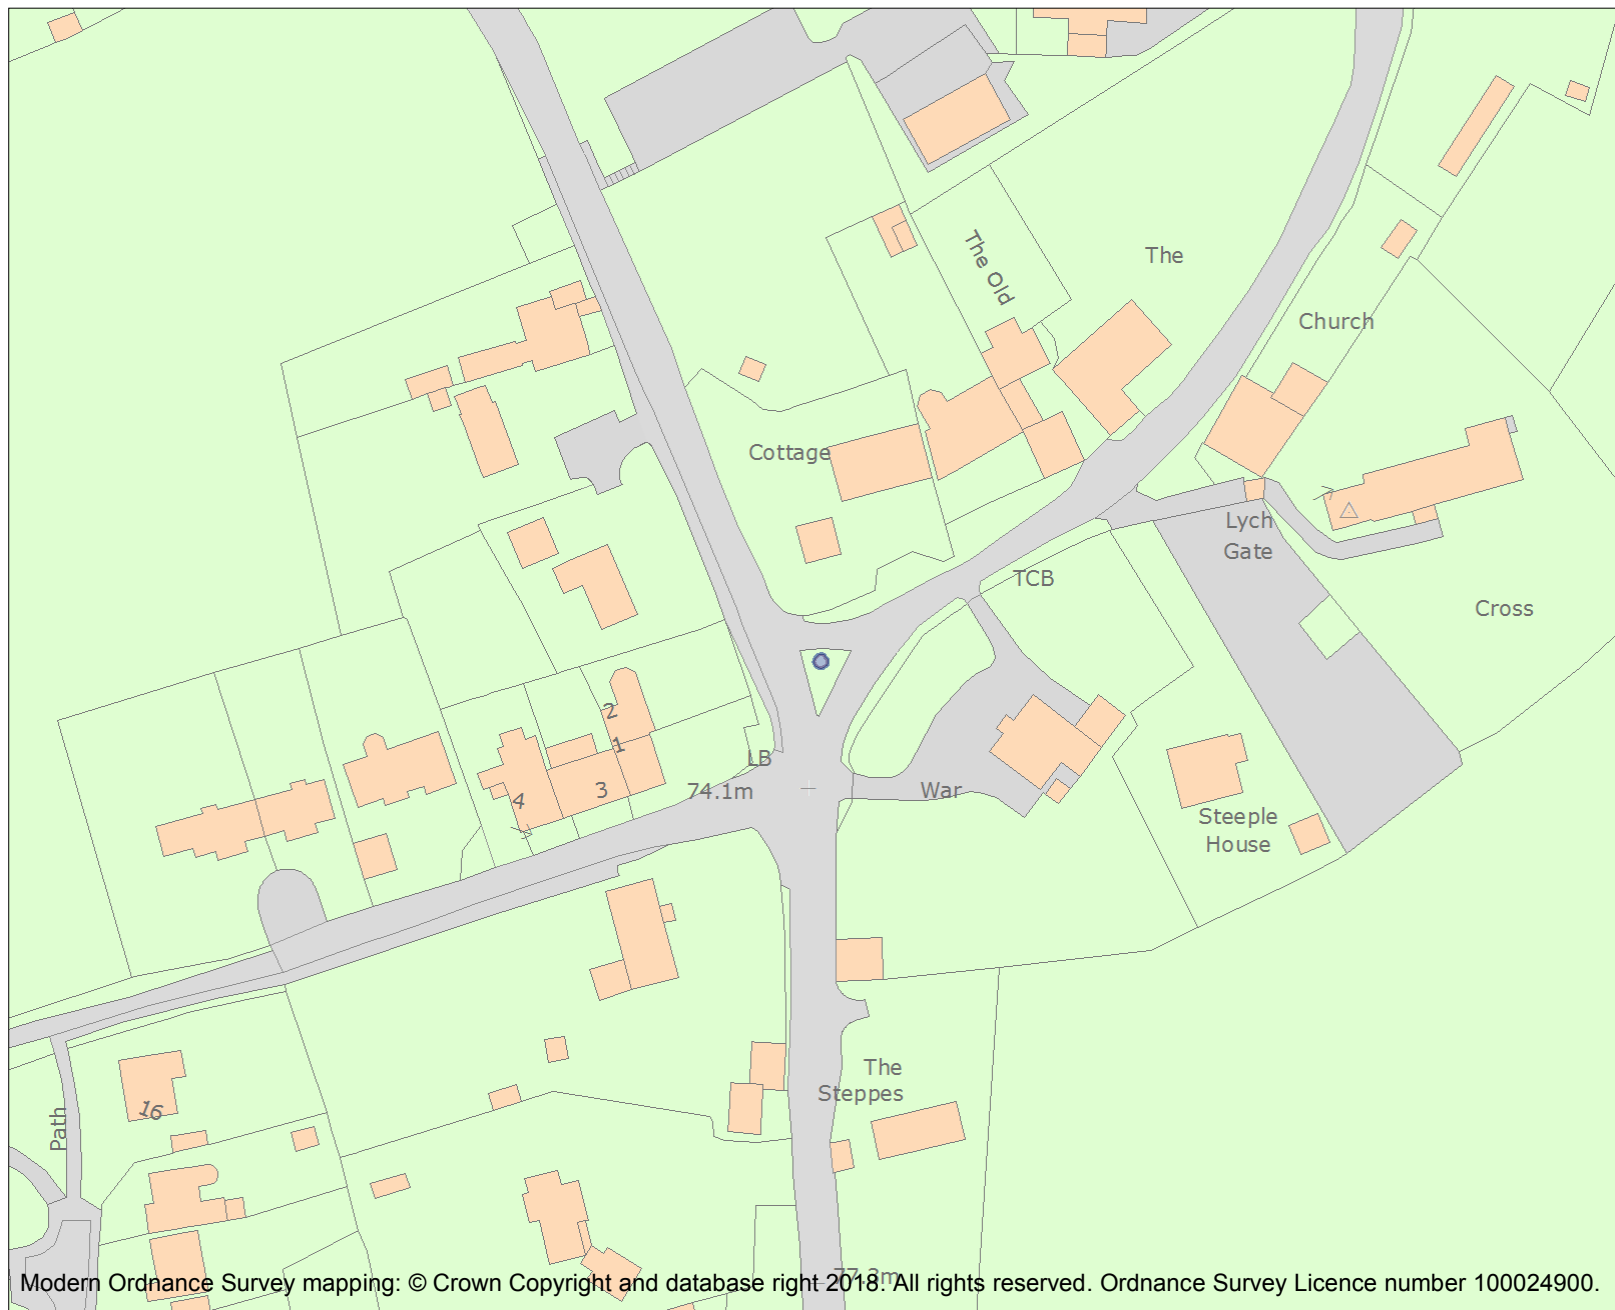 The Old
The
Church
Cottage
Lych
Gate
TCB
Cross
2
1
LB
3
4
74.1m
War
Steeple
House
The
Steppes
16
Path
77.3m
Modern Ordnance Survey mapping: © Crown Copyright and database right 2018. All rights reserved. Ordnance Survey Licence number 100024900.